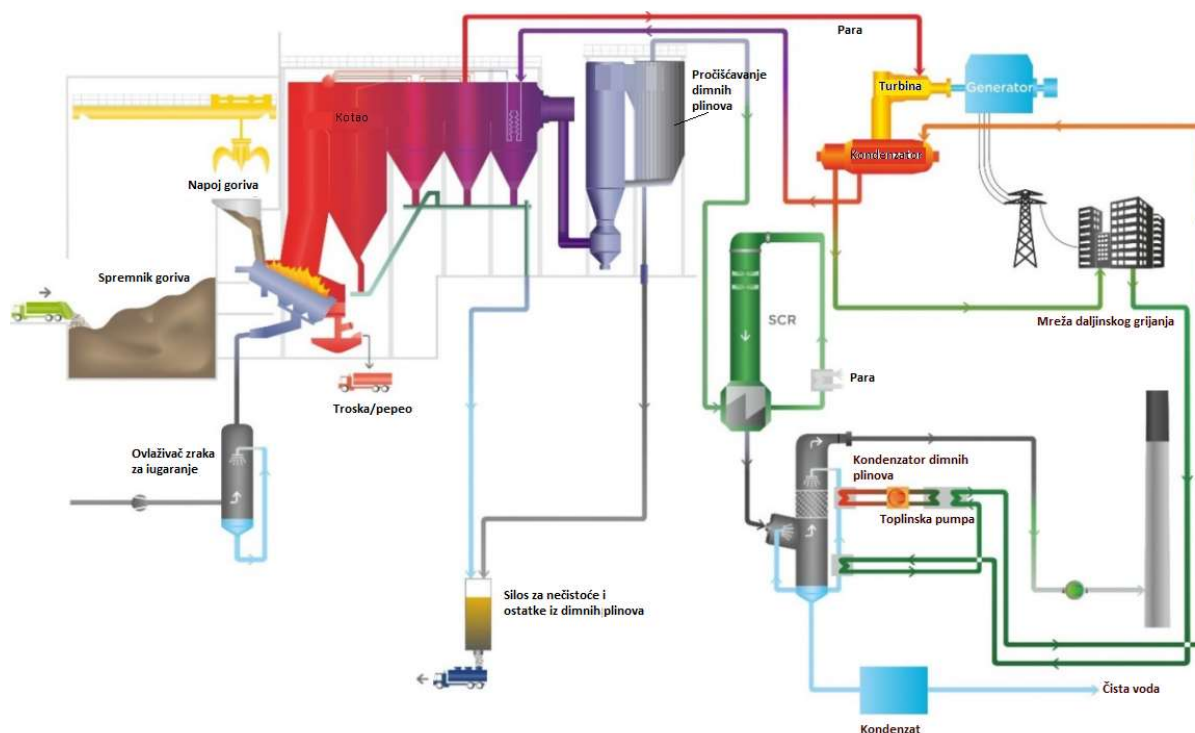 Para
Pročišćavanje
dimnih
plinova
Turbina
Generator
Kotao
Kondenzator
Napoj goriva
Spremnik goriva
SCR
Mreža daljinskog grijanja
Para
Troska/pepeo
Ovlaživač zraka
za iugaranje
Kondenzator dimnih
plinova
Toplinska pumpa
Silos za nečistoće i
ostatke iz dimnih plinova
Čista voda
Kondenzat